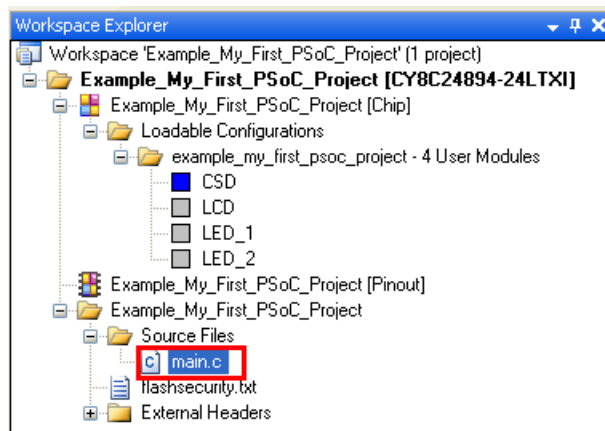 Workspace Explorer
Workspace 'Example_My_First_PSoC_Project' (1 project)
Example_My_First_PSoC_Project [CY8C24894-24LTXI]
Example_My_First_PSoC_Project [Chip]
Loadable Configurations
example_my_first_psoc_project - 4 User Modules
CSD
LCD
LED_1
LED_2
Example_My_First_PSoC_Project [Pinout]
Example_My_First_PSoC_Project
Source Files
main.c
flashsecurity.txt
External Headers